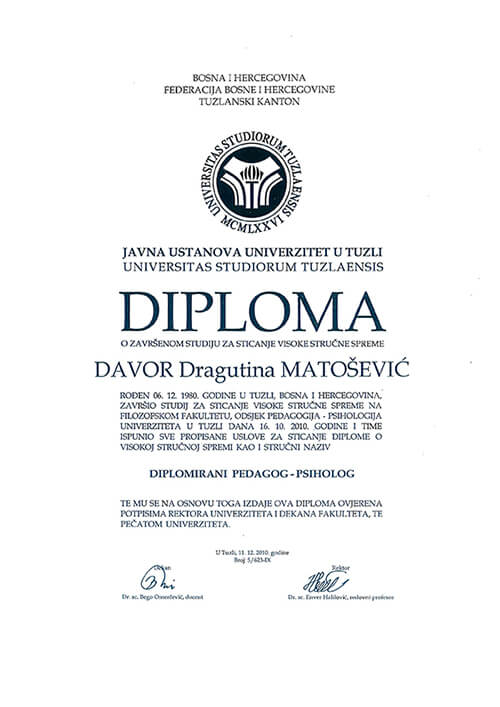 BOSNA I HERCEGOVINA
FEDERACIJA BOSNE I HERCEGOVINE
TUZLANSKI KANTON
UNIVERSITAS STUDIORUM TUZLAENSIS
MCMLXXVI
JAVNA USTANOVA UNIVERZITET U TUZLI
UNIVERSITAS STUDIORUM TUZLAENSIS
DIPLOMA
O ZAVRŠENOM STUDIJU ZA STICANJE VISOKE STRUČNE SPREME
DAVOR Dragutina MATOŠEVIĆ
ROĐEN 06. 12. 1980. GODINE U TUZLI, BOSNA I HERCEGOVINA,
ZAVRŠIO STUDIJ ZA STICANJE VISOKE STRUČNE SPREME NA
FILOZOFSKOM FAKULTETU, ODSJEK PEDAGOGIJA - PSIHOLOGIJA
UNIVERZITETA U TUZLI DANA 16. 10. 2010. GODINE I TIME
ISPUNIO SVE PROPISANE USLOVE ZA STICANJE DIPLOME O
VISOKOJ STRUČNOJ SPREMI KAO I STRUČNI NAZIV
DIPLOMIRANI PEDAGOG-PSIHOLOG
TE MU SE NA OSNOVU TOGA IZDAJE OVA DIPLOMA OVJERENA
POTPISIMA REKTORA UNIVERZITETA I DEKANA FAKULTETA, TE
PEČATOM UNIVERZITETA.
U Tuzli, 11. 12. 2010. godine
Broj: 5/623-IX
Dekan
Rektor
Dr. sc. Bego Omerčević, docent
Dr. sc. Enver Halilović, redovni profesor